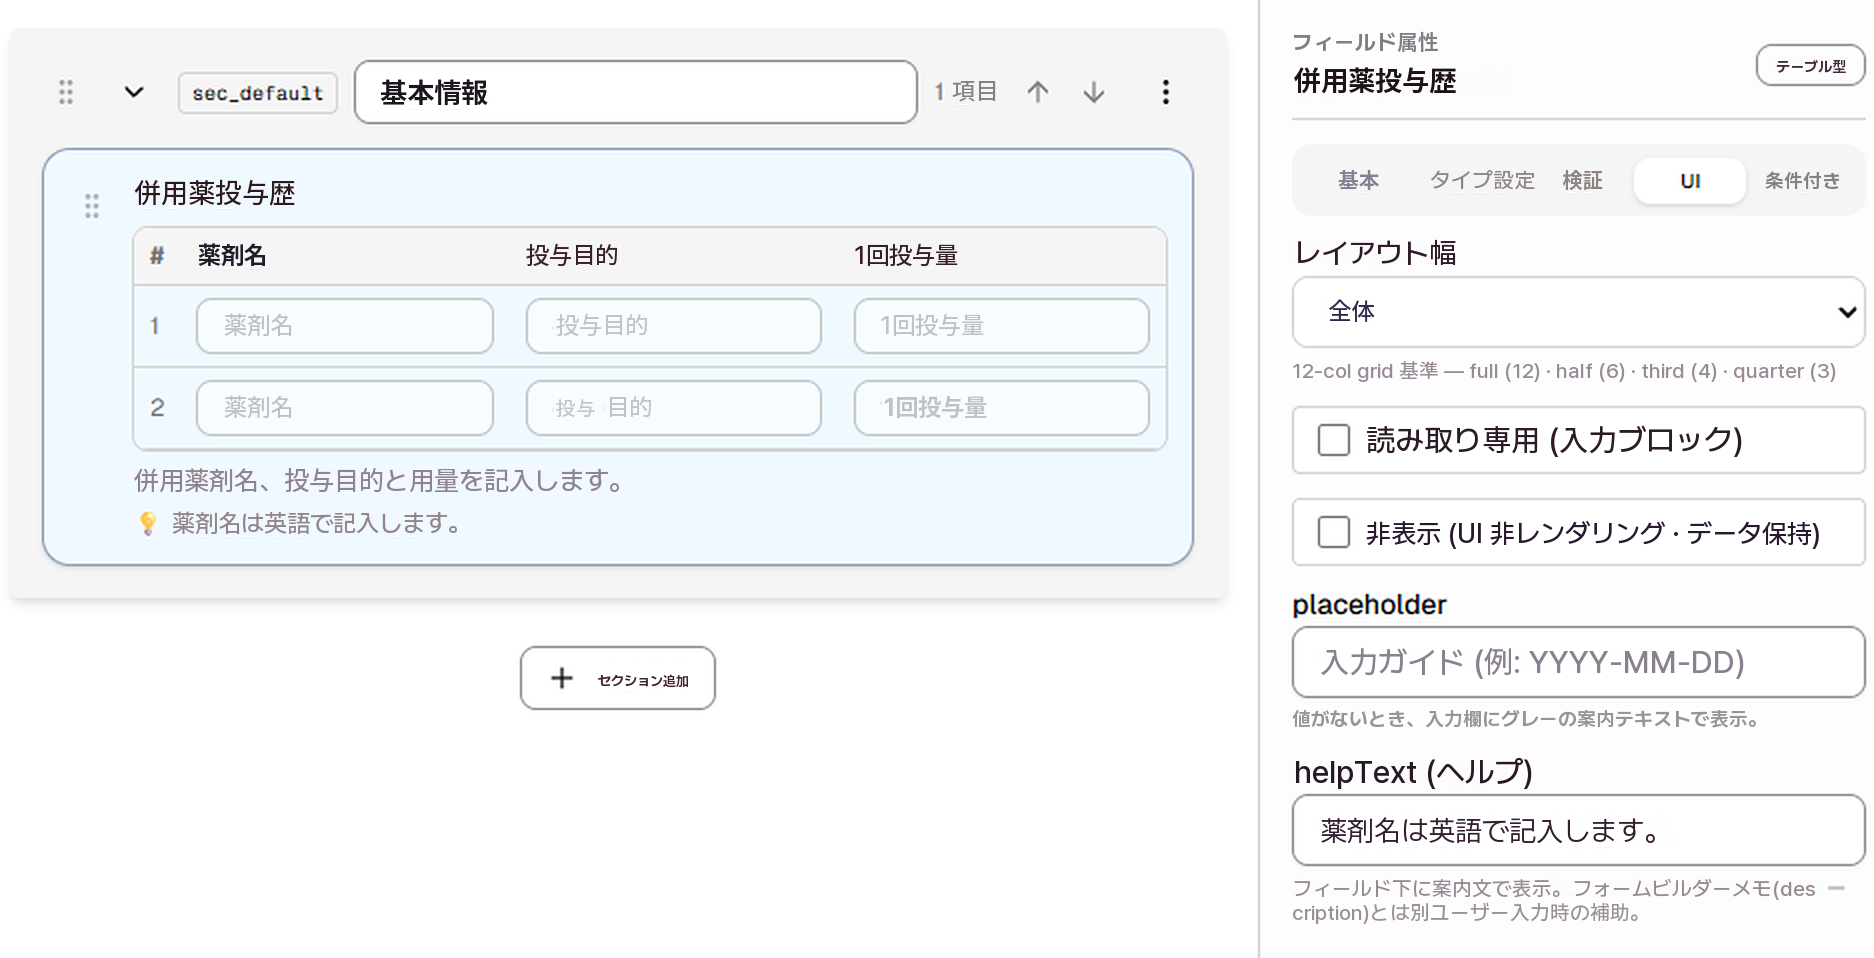 sec_default
基本情報
1 項目
併用薬投与歴
# 薬剤名 投与目的 1回投与量
1 薬剤名 投与目的 1回投与量
2 薬剤名 投与 目的 1回投与量
併用薬剤名、投与目的と用量を記入します。
💡 薬剤名は英語で記入します。
+ セクション追加
フィールド属性
併用薬投与歴
テーブル型
基本 タイプ設定 検証 UI 条件付き
レイアウト幅
全体
12-col grid 基準 — full (12) · half (6) · third (4) · quarter (3)
読み取り専用 (入力ブロック)
非表示 (UI 非レンダリング · データ保持)
placeholder
入力ガイド (例: YYYY-MM-DD)
値がないとき、入力欄にグレーの案内テキストで表示。
helpText (ヘルプ)
薬剤名は英語で記入します。
フィールド下に案内文で表示。フォームビルダーメモ(des —
cription)とは別ユーザー入力時の補助。